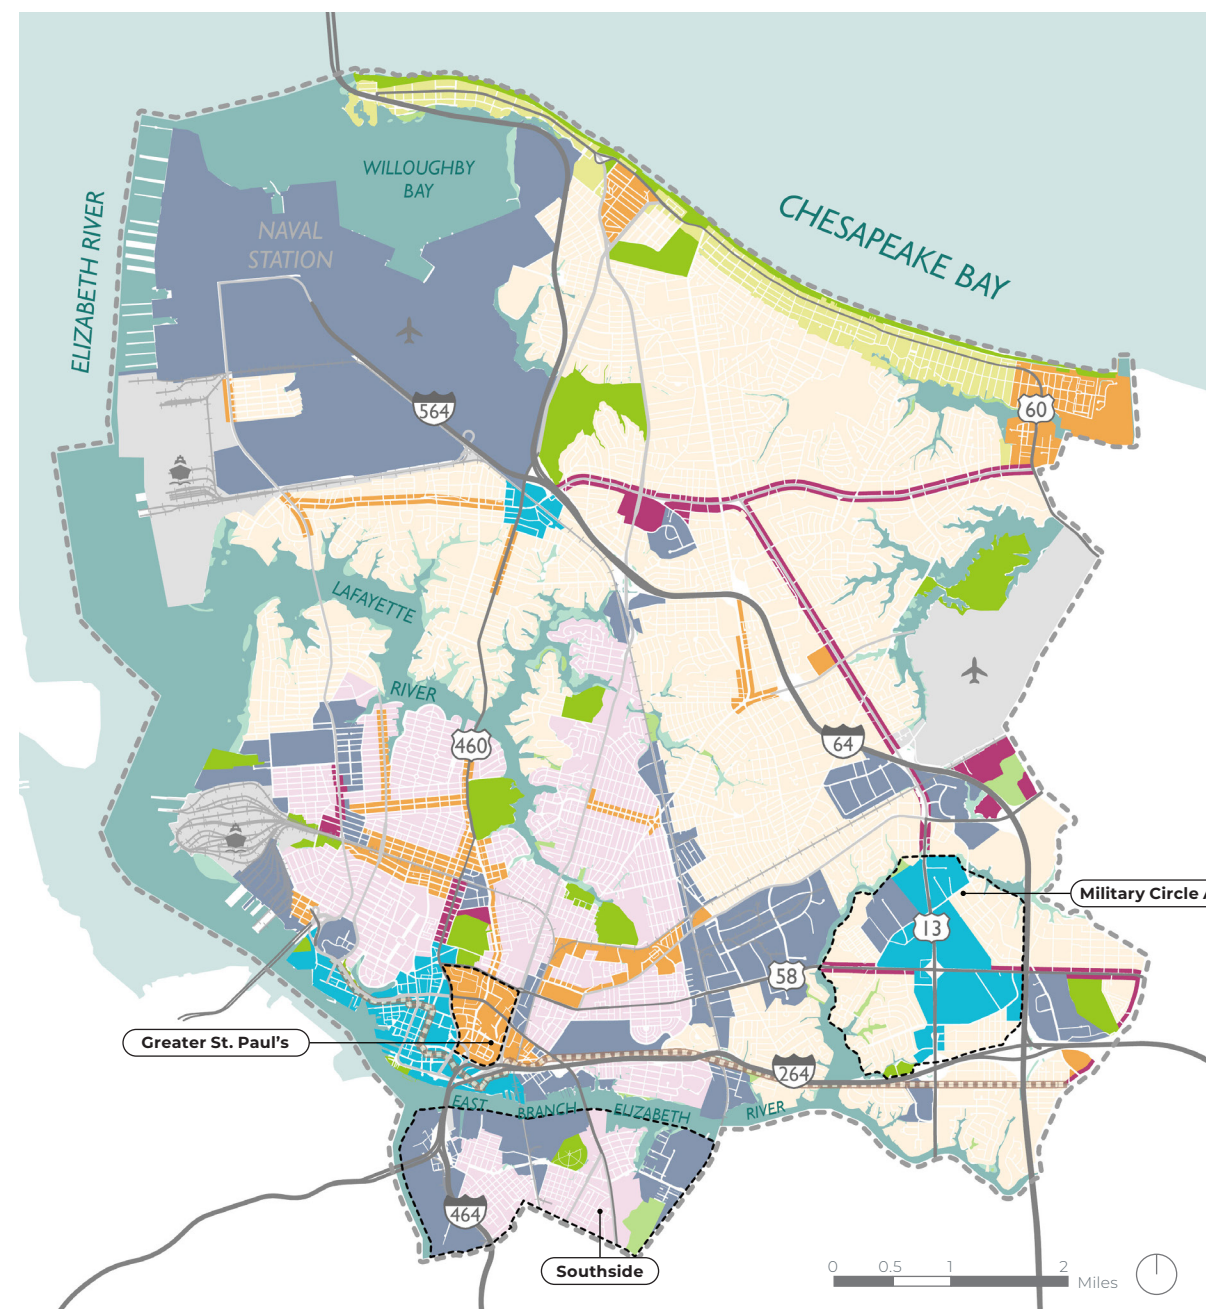 WILLOUGHBY
BAY
CHESAPEAKE BAY
ELIZABETH RIVER
NAVAL
STATION
564
60
LAFAYETTE
RIVER
460
64
Military Circle A
13
58
Greater St. Paul's
264
EAST BRANCH ELIZABETH RIVER
464
Southside
0 0.5 1 2
Miles